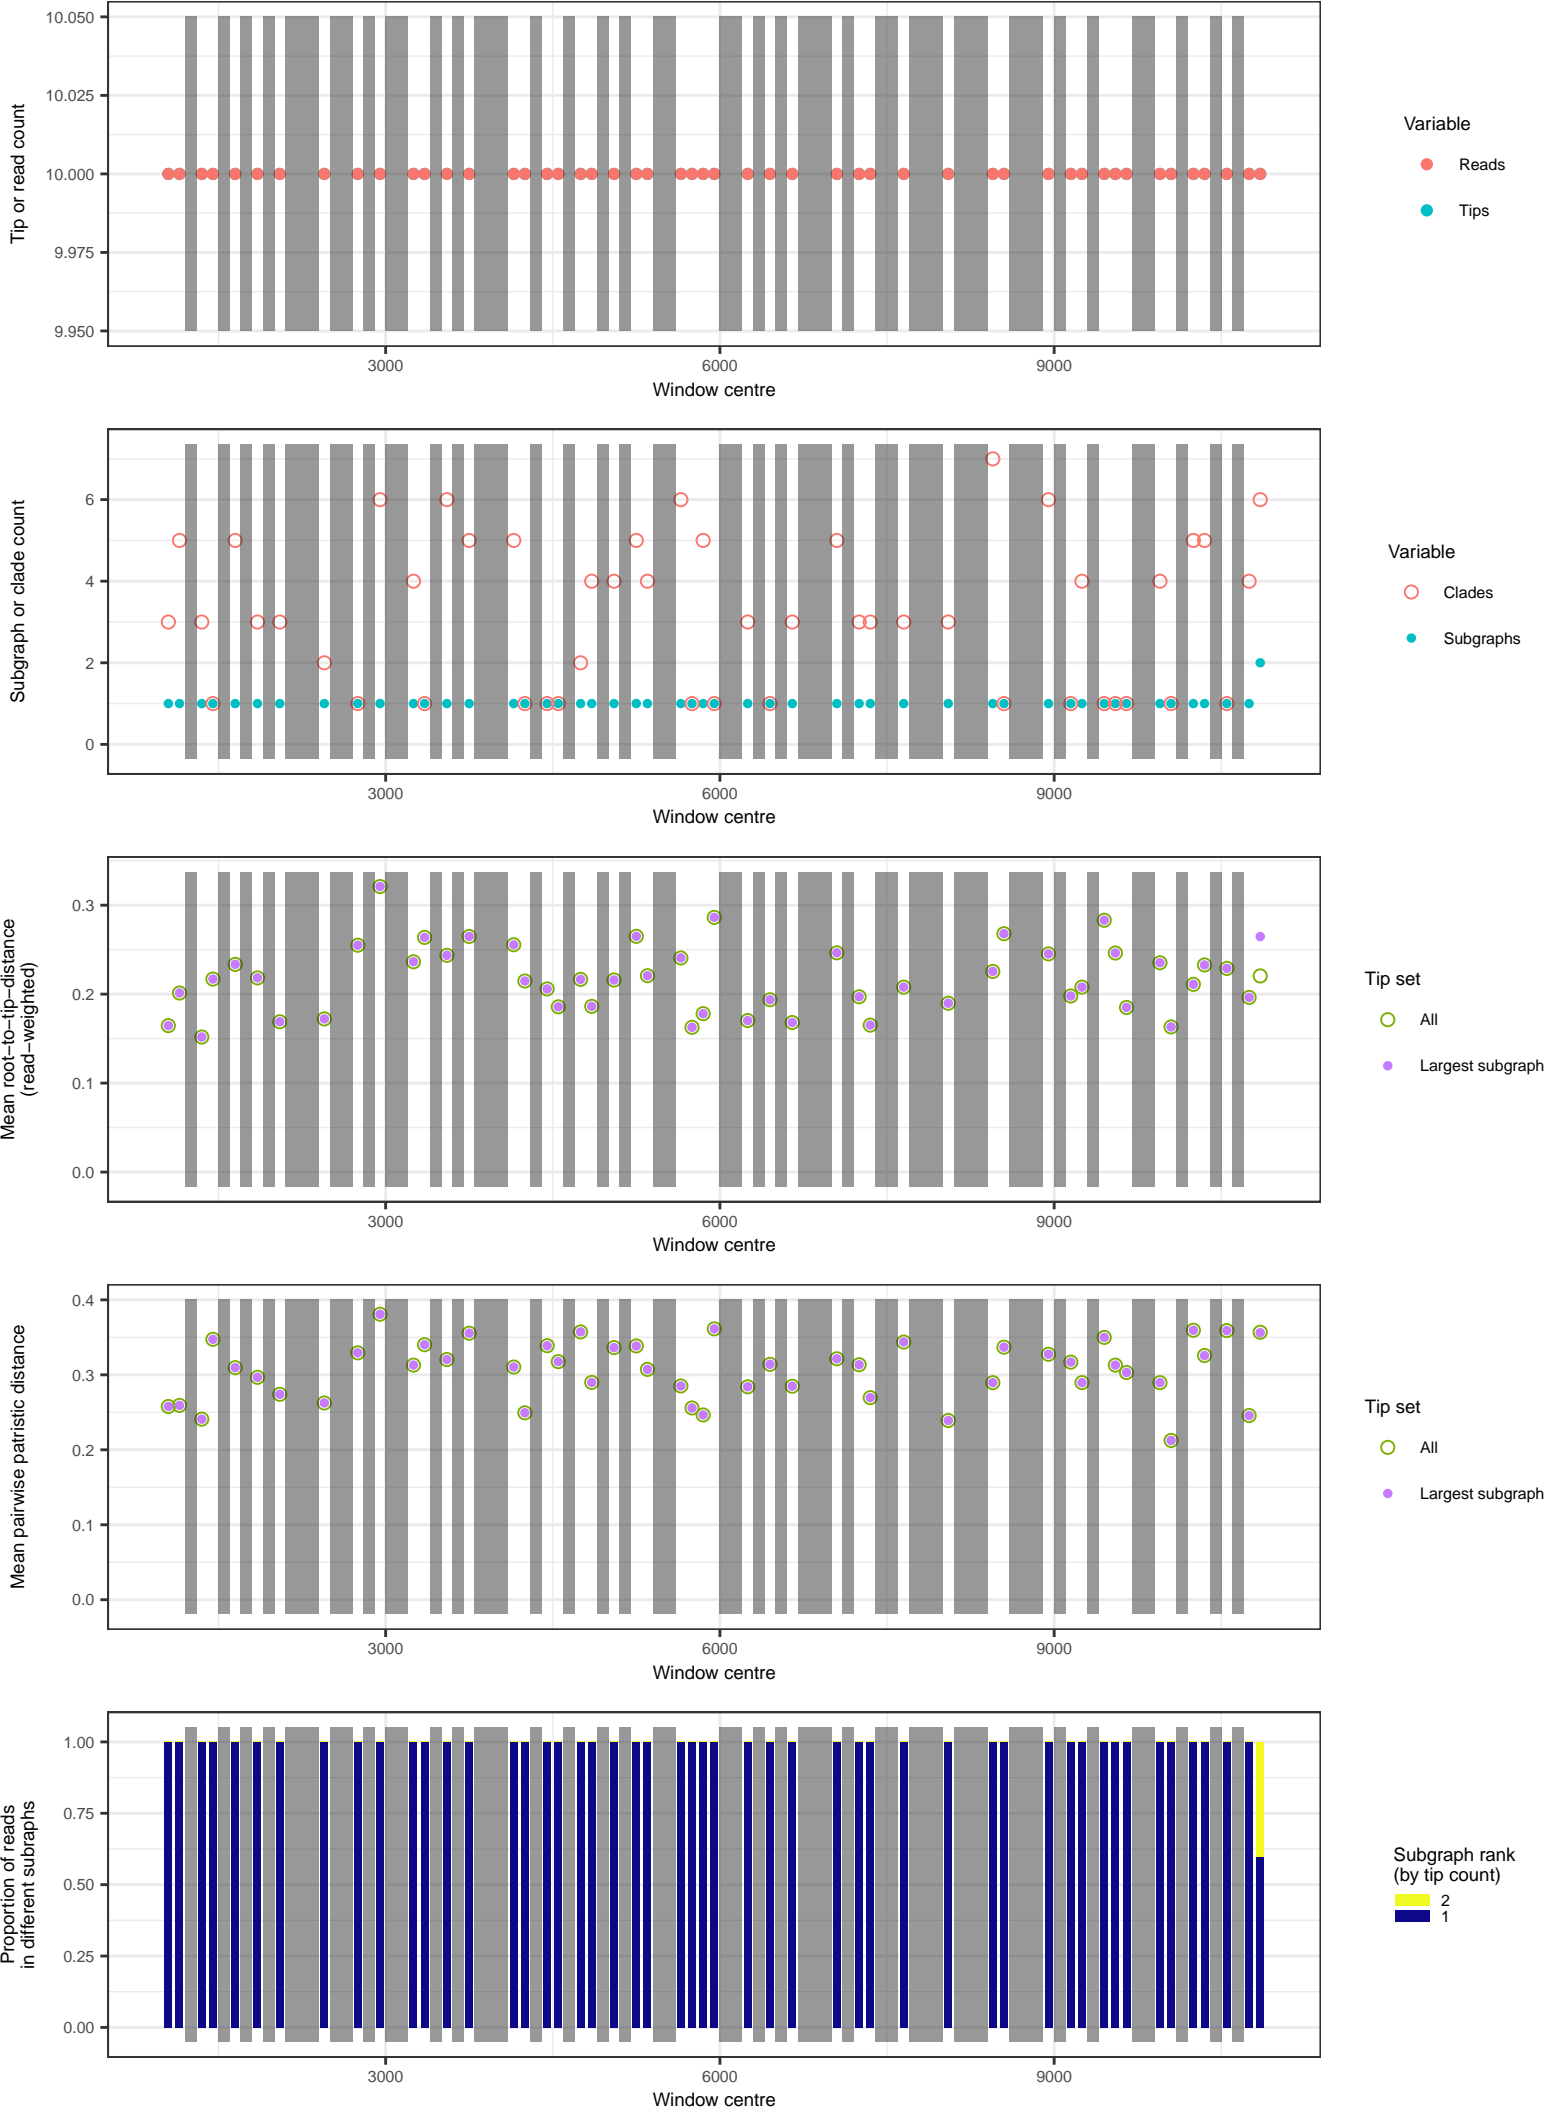 10.050
10.025
10.000
9.975
9.950
Tip or read count
3000
6000
9000
Window centre
Variable
Reads
Tips
6
4
2
0
Subgraph or clade count
3000
6000
9000
Window centre
Variable
Clades
Subgraphs
0.3
0.2
0.1
0.0
Mean root−to−tip−distance
(read−weighted)
3000
6000
9000
Window centre
Tip set
All
Largest subgraph
0.4
0.3
0.2
0.1
0.0
Mean pairwise patristic distance
3000
6000
9000
Window centre
Tip set
All
Largest subgraph
1.00
0.75
0.50
0.25
0.00
Proportion of reads
in different subraphs
3000
6000
9000
Window centre
Subgraph rank
(by tip count)
2
1